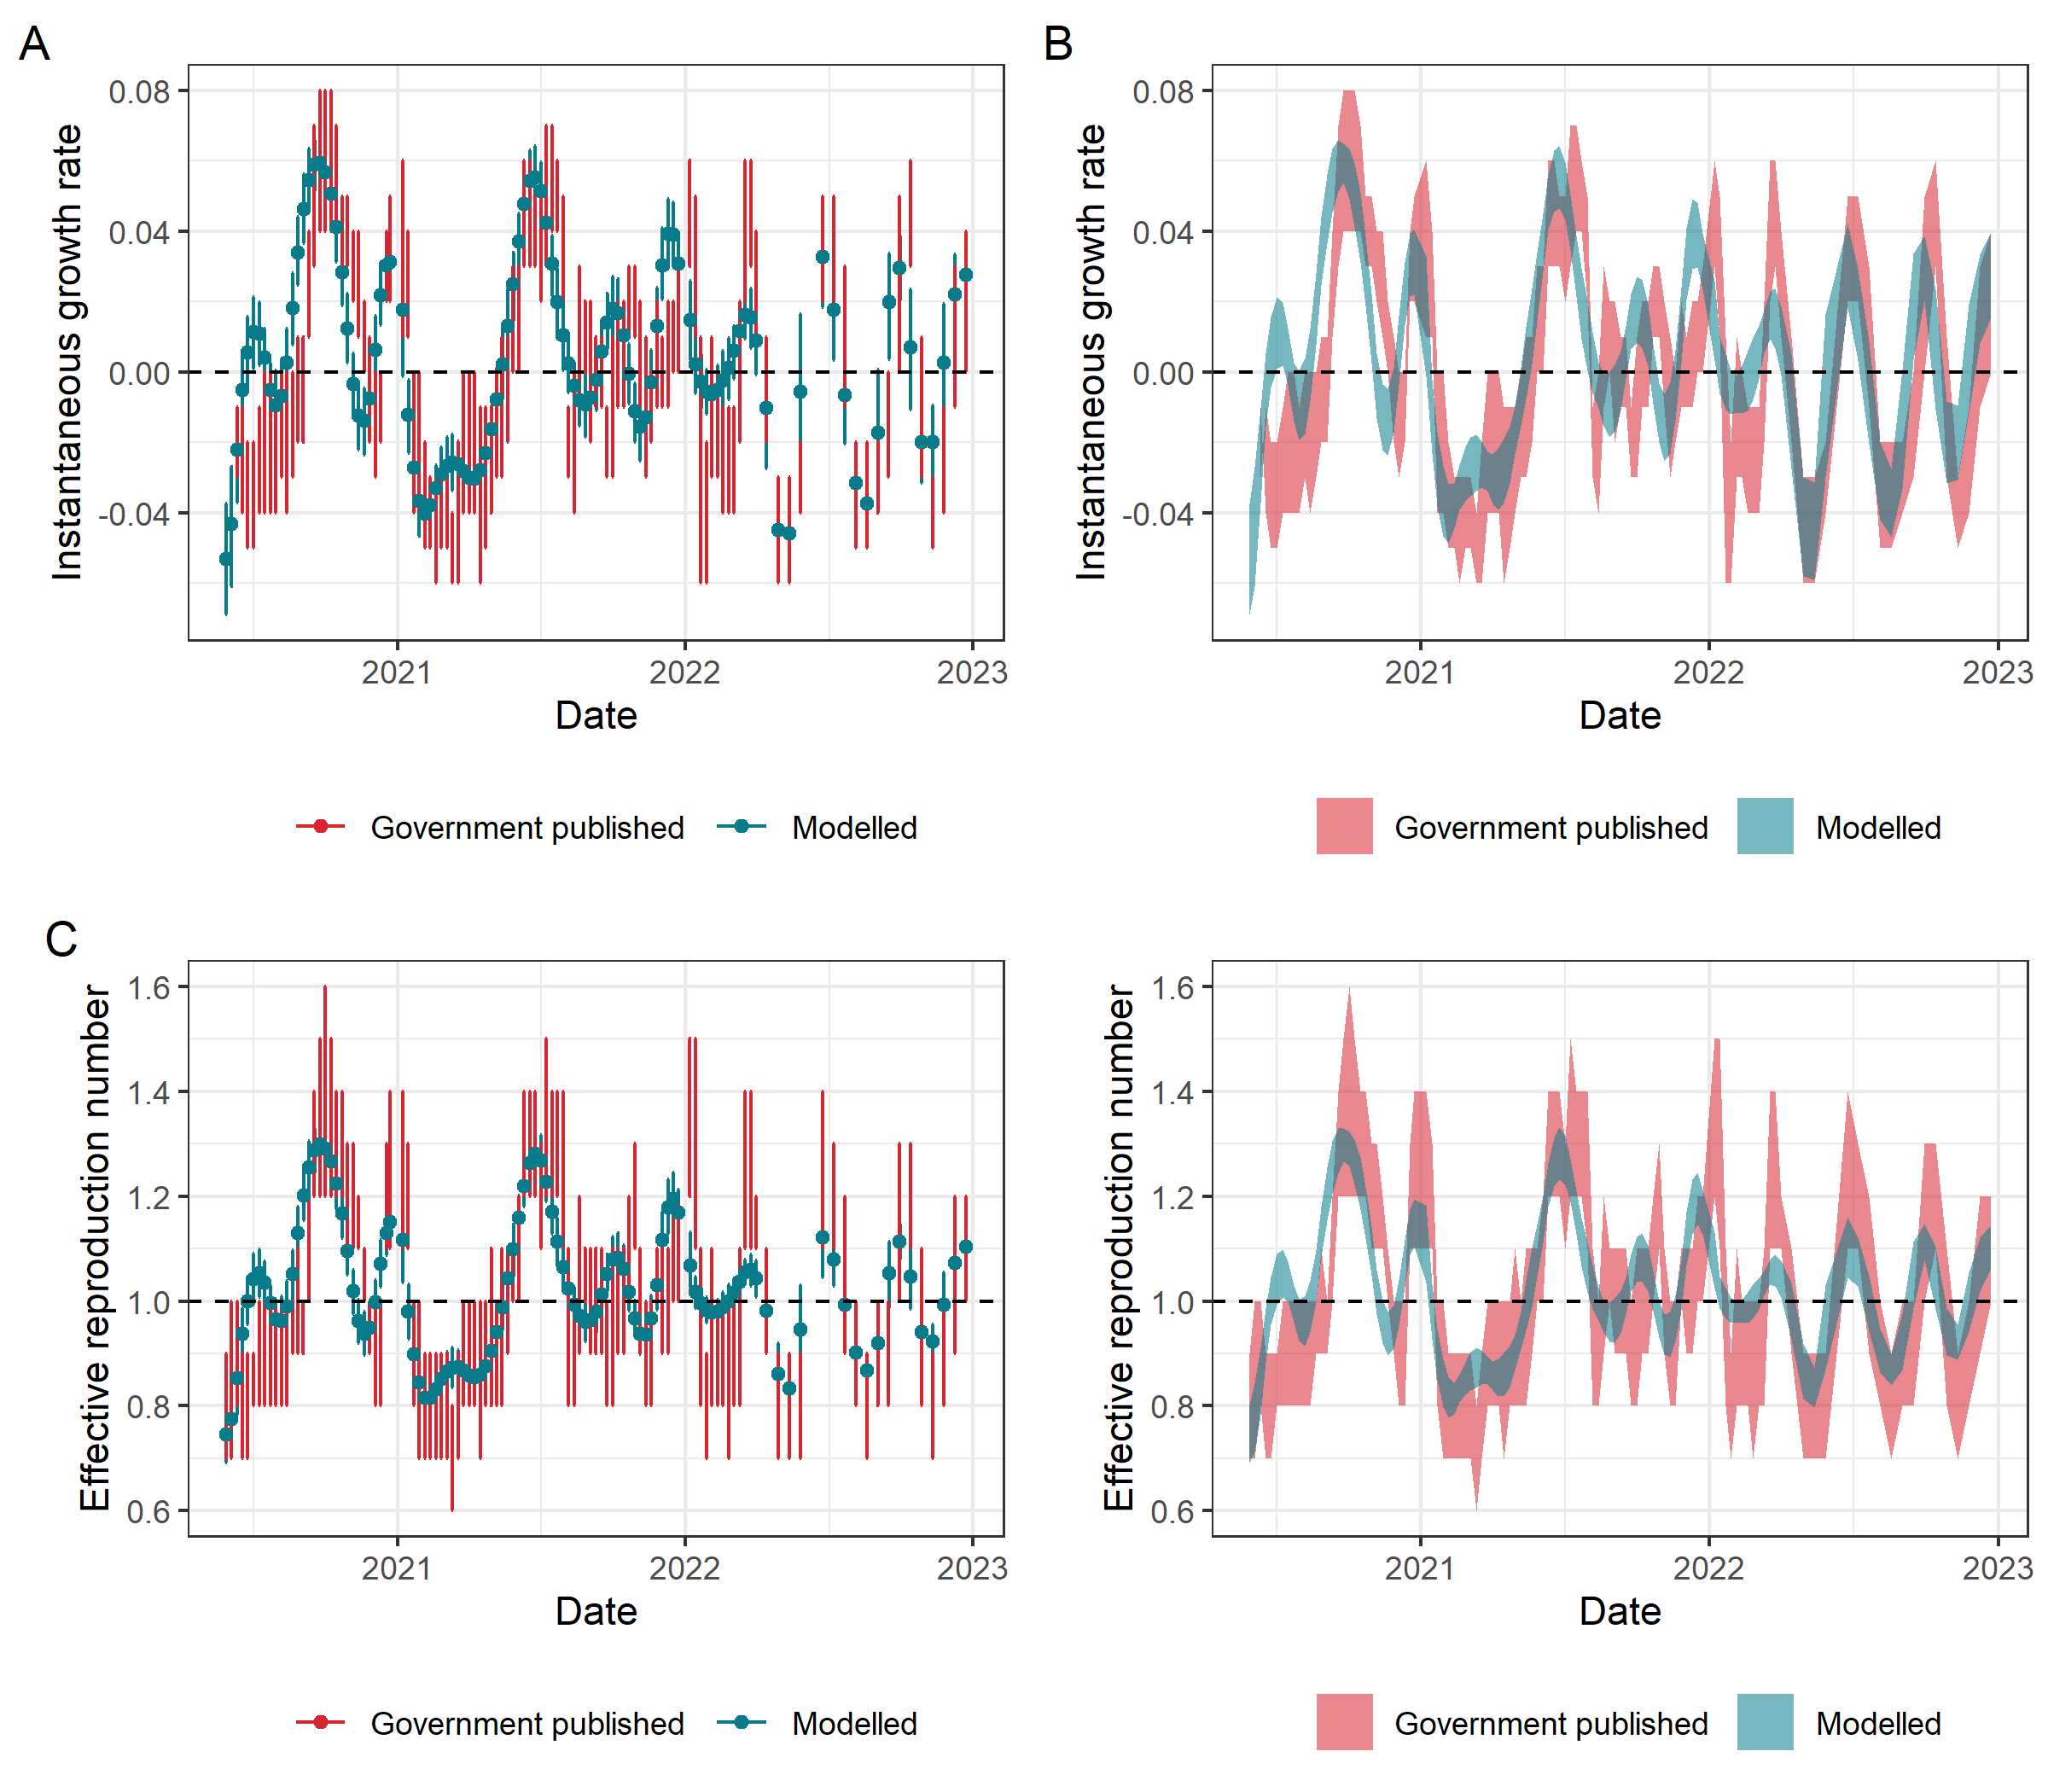 A
B
Instantaneous growth rate
0.08
0.04
0.00
-0.04
2021 2022 2023
Date
Government published Modelled
Instantaneous growth rate
0.08
0.04
0.00
-0.04
2021 2022 2023
Date
Government published Modelled
C
Effective reproduction number
1.6
1.4
1.2
1.0
0.8
0.6
2021 2022 2023
Date
Government published Modelled
Effective reproduction number
1.6
1.4
1.2
1.0
0.8
0.6
2021 2022 2023
Date
Government published Modelled